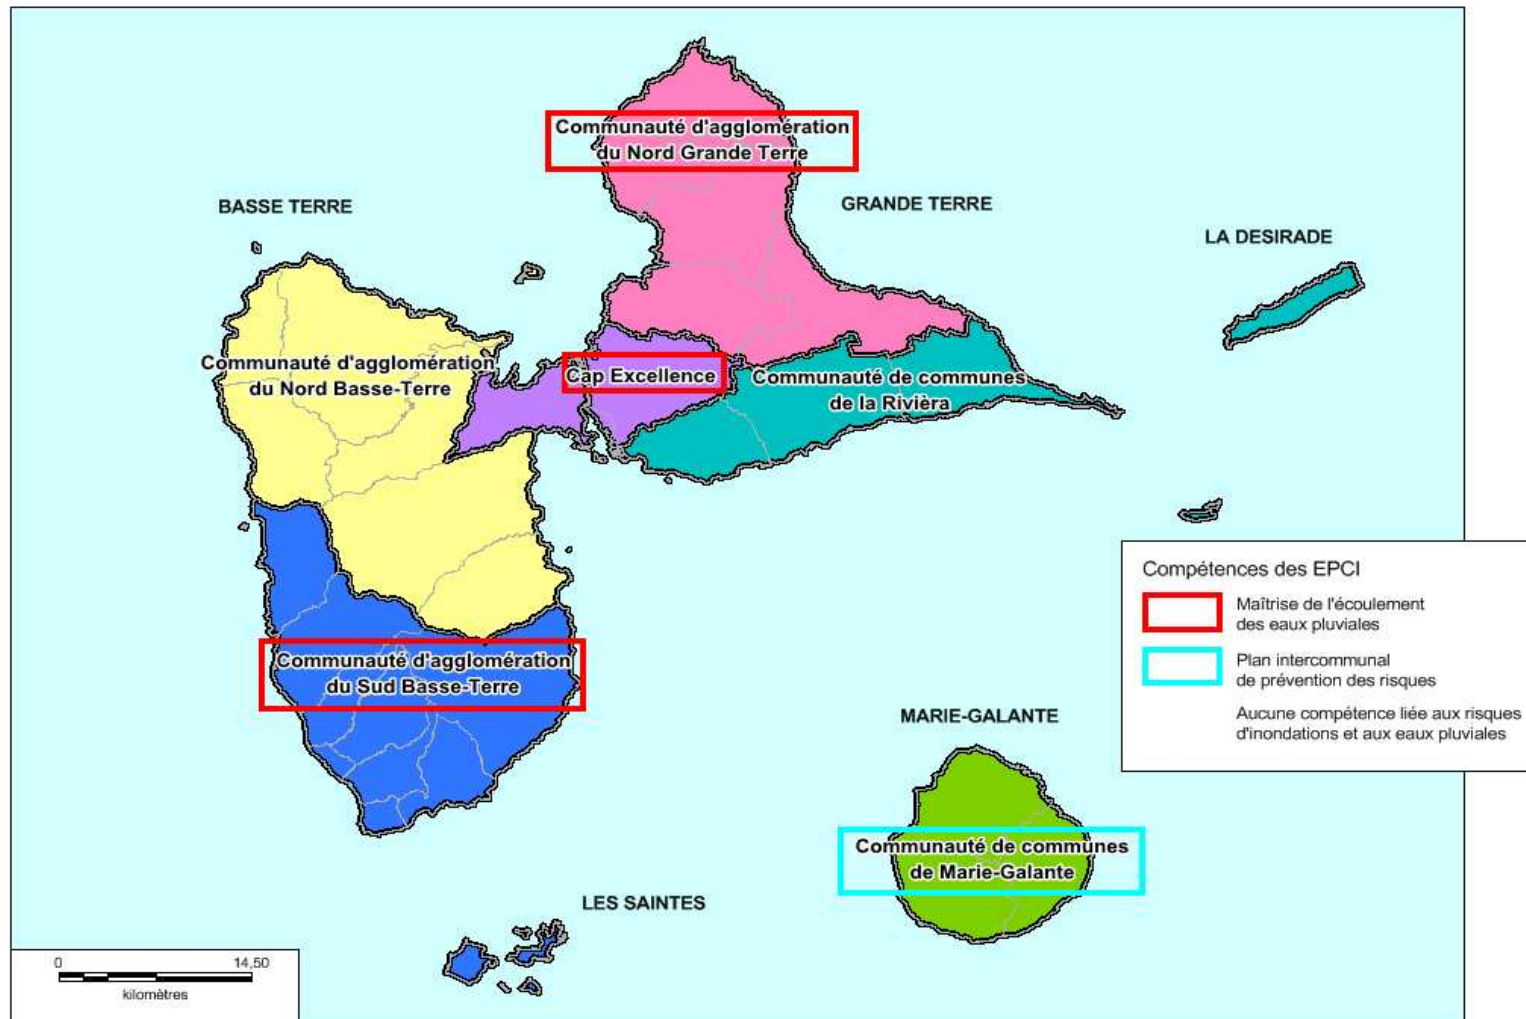 Communauté d'agglomération
du Nord Grande Terre
BASSE TERRE
GRANDE TERRE
LA DESIRADE
Communauté d'agglomération
du Nord Basse-Terre
Cap Excellence
Communauté de communes
de la Rivièra
Compétences des EPCI
Maîtrise de l'écoulement
des eaux pluviales
Plan intercommunal
de prévention des risques
Aucune compétence liée aux risques
d'inondations et aux eaux pluviales
Communauté d'agglomération
du Sud Basse-Terre
MARIE-GALANTE
Communauté de communes
de Marie-Galante
LES SAINTES
0 14,50
kilomètres